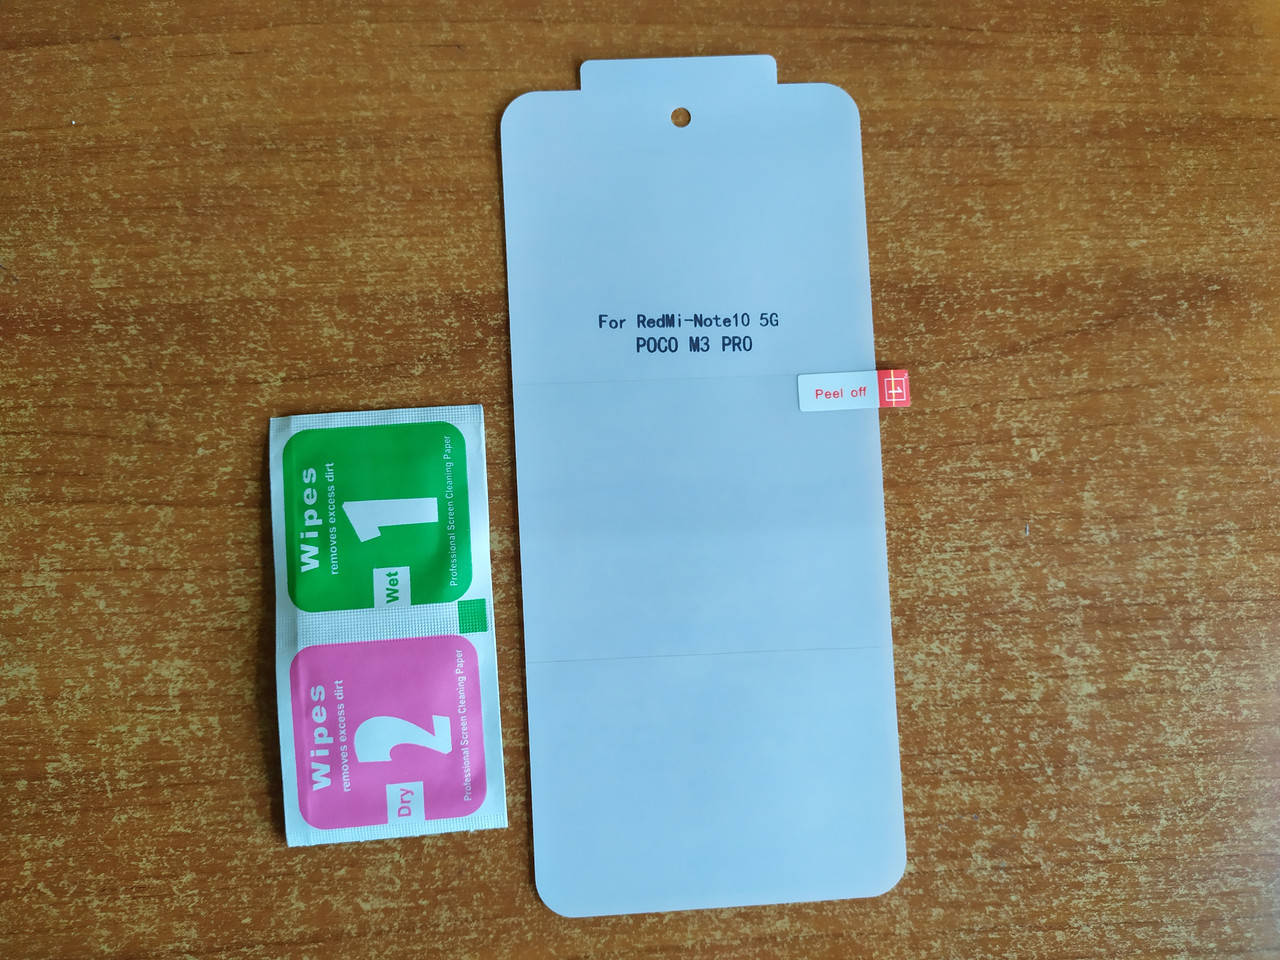 For RedMi-Note10 5G
POCO M3 PRO
Peel off
1
Wipes
removes excess dirt
1
Wet
Professional Screen Cleaning Paper
Wipes
removes excess dirt
2
Dry
Professional Screen Cleaning Paper